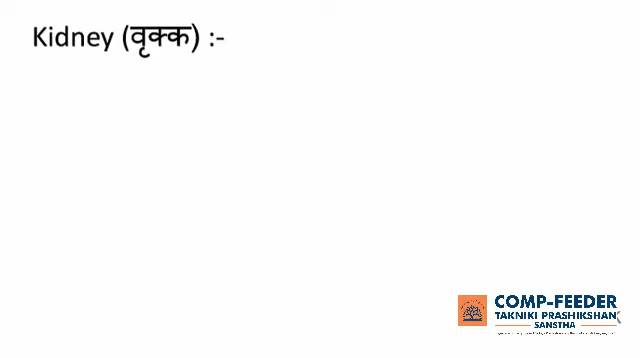 Kidney (वृक्क) :-
COMP-FEEDER
TAKNIKI PRASHIKSHAN
SANSTHA